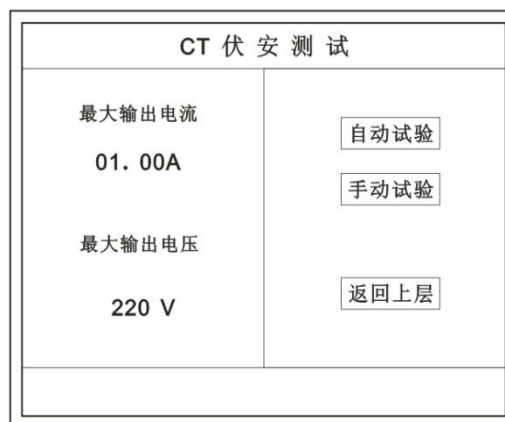 CT 伏 安 测 试
最大输出电流
01. 00A
最大输出电压
220 V
自动试验
手动试验
返回上层